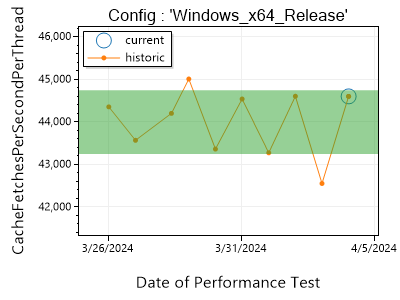 Config : 'Windows_x64_Release'
CacheFetchesPerSecondPerThread
46,000
45,000
44,000
43,000
42,000
current
historic
3/26/2024
3/31/2024
4/5/2024
Date of Performance Test